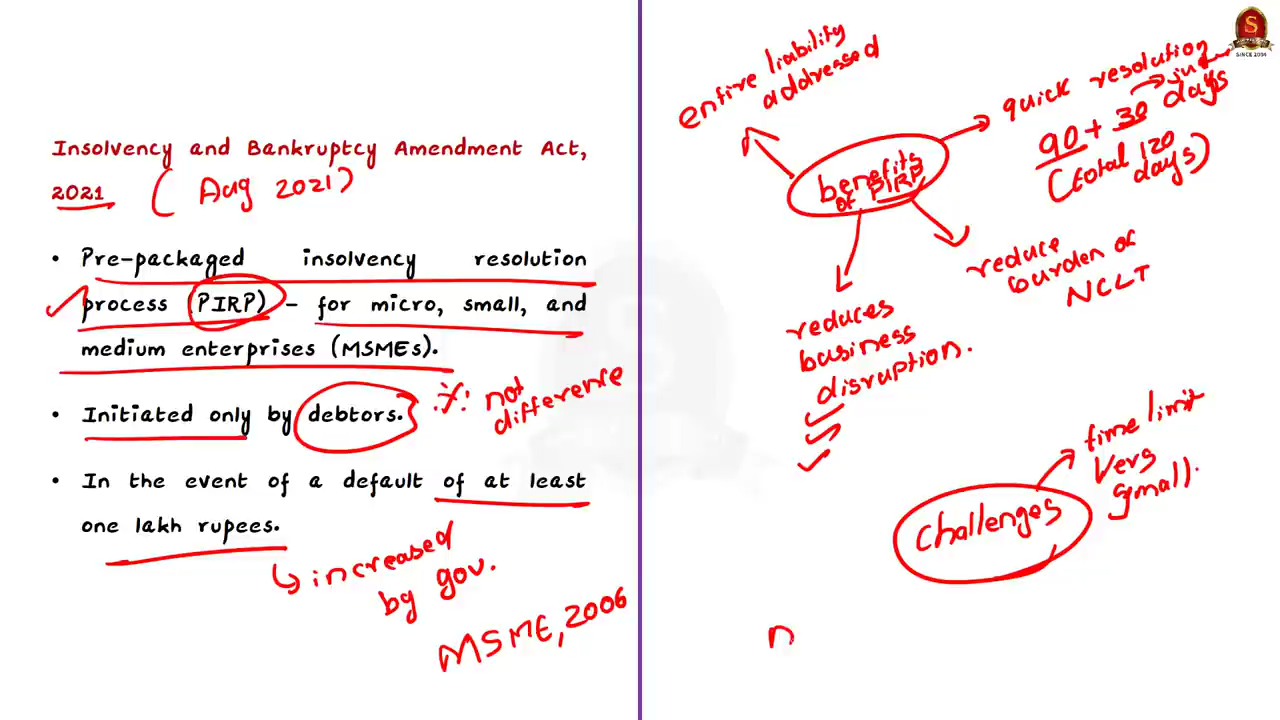 Insolvency and Bankruptcy Amendment Act,
2021 (Aug 2021)
• Pre-packaged insolvency resolution
process (PIRP) – for micro, small, and
medium enterprises (MSMEs).
• Initiated only by debtors.
not
difference
• In the event of a default of at least
one lakh rupees.
increased
by gov.
MSME, 2006
entire liability
addressed
quick resolution
90 + 30 days
(total 120
days)
benefits
of PIRP
reduce
burden of
NCLT
reduces
business
disruption.
time limit
very
small.
challenges
n
S
SINCE 2004